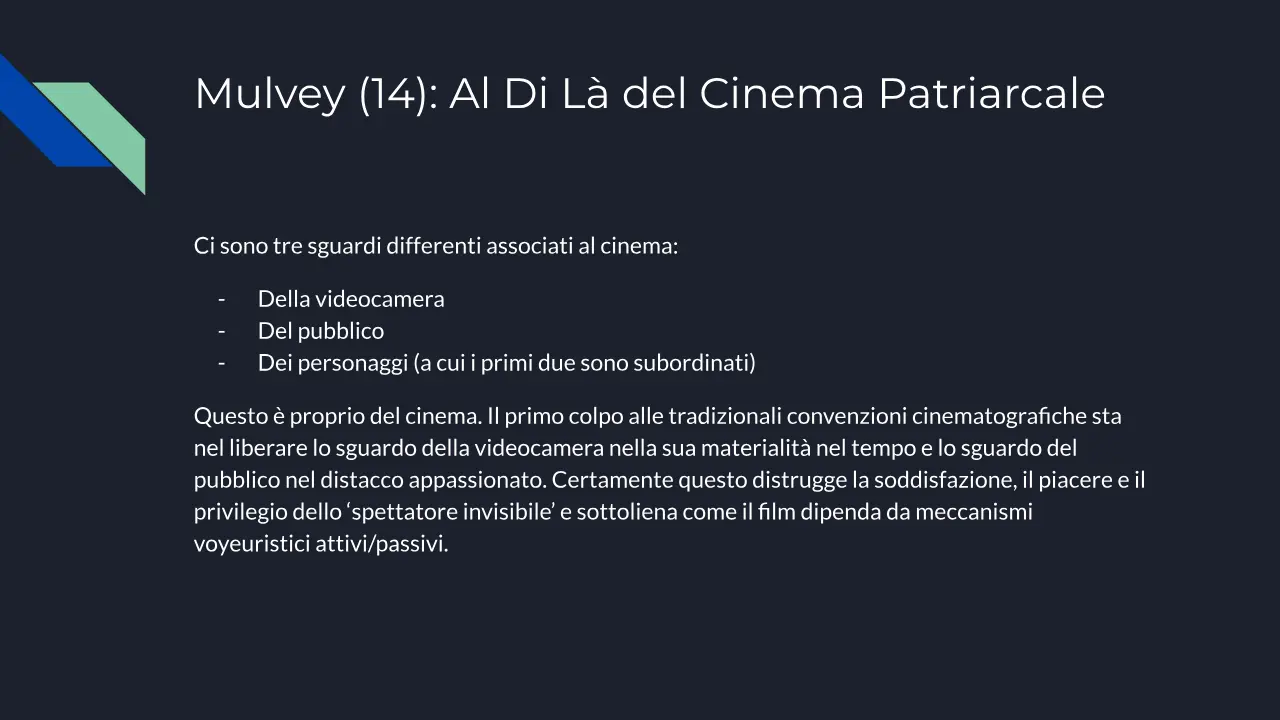 Mulvey (14): Al Di Là del Cinema Patriarcale
Ci sono tre sguardi differenti associati al cinema:
- Della videocamera
- Del pubblico
- Dei personaggi (a cui i primi due sono subordinati)
Questo è proprio del cinema. Il primo colpo alle tradizionali convenzioni cinematografiche sta
nel liberare lo sguardo della videocamera nella sua materialità nel tempo e lo sguardo del
pubblico nel distacco appassionato. Certamente questo distrugge la soddisfazione, il piacere e il
privilegio dello ‘spettatore invisibile’ e sottoliena come il film dipenda da meccanismi
voyeuristici attivi/passivi.